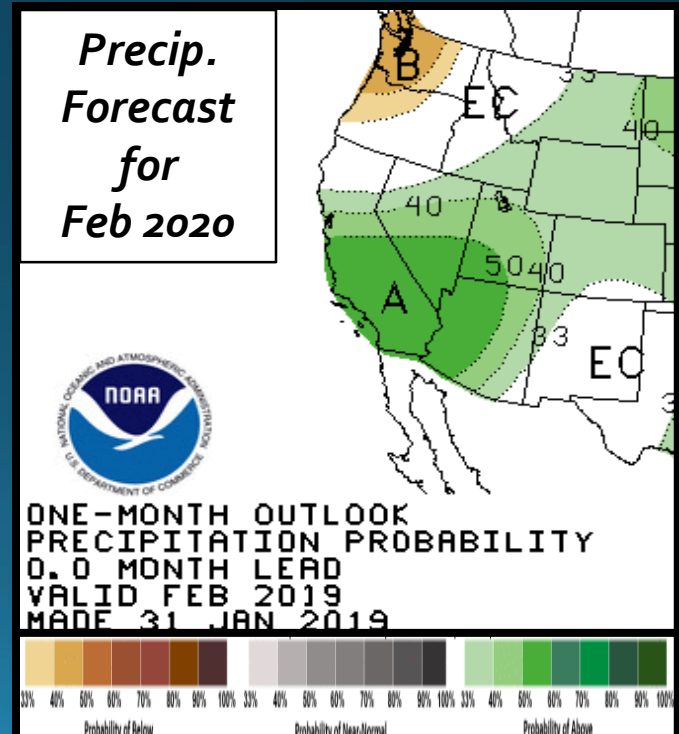 Precip.
Forecast
for
Feb 2020
B
EC
33
40
40
50 40
A
33
EC
3
NATIONAL OCEANIC AND ATMOSPHERIC ADMINISTRATION
NOAA
U.S. DEPARTMENT OF COMMERCE
ONE-MONTH OUTLOOK
PRECIPITATION PROBABILITY
0.0 MONTH LEAD
VALID FEB 2019
MADE 31 JAN 2019
33% 40% 50% 60% 70% 80% 90% 100% 33% 40% 50% 60% 70% 80% 90% 100% 33% 40% 50% 60% 70% 80% 90% 100%
Probability of Below Probability of Near-Normal Probability of Above